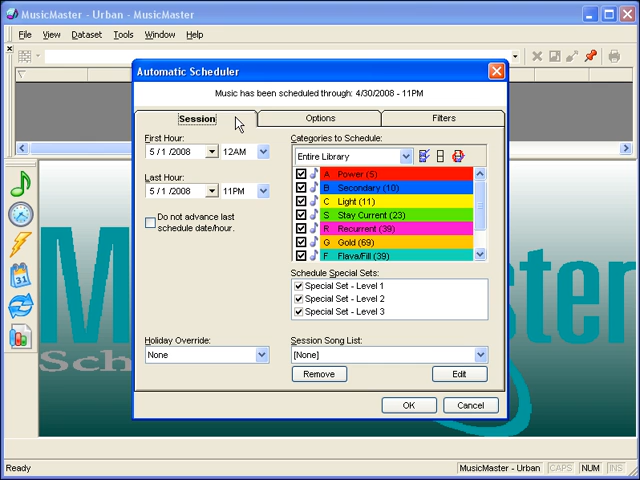 MusicMaster - Urban - MusicMaster
File View Dataset Tools Window Help
Automatic Scheduler
Music has been scheduled through: 4/30/2008 - 11PM
Session Options Filters
First Hour:
5 / 1 /2008 12AM
Last Hour:
5 / 1 /2008 11PM
Do not advance last
schedule date/hour.
Categories to Schedule:
Entire Library
A Power (5)
B Secondary (10)
C Light (11)
S Stay Current (23)
R Recurrent (39)
G Gold (69)
F Flava/Fill (39)
Schedule Special Sets:
Special Set - Level 1
Special Set - Level 2
Special Set - Level 3
Holiday Override:
None
Session Song List:
[None]
Remove Edit
OK Cancel
Ready MusicMaster - Urban CAPS NUM INS